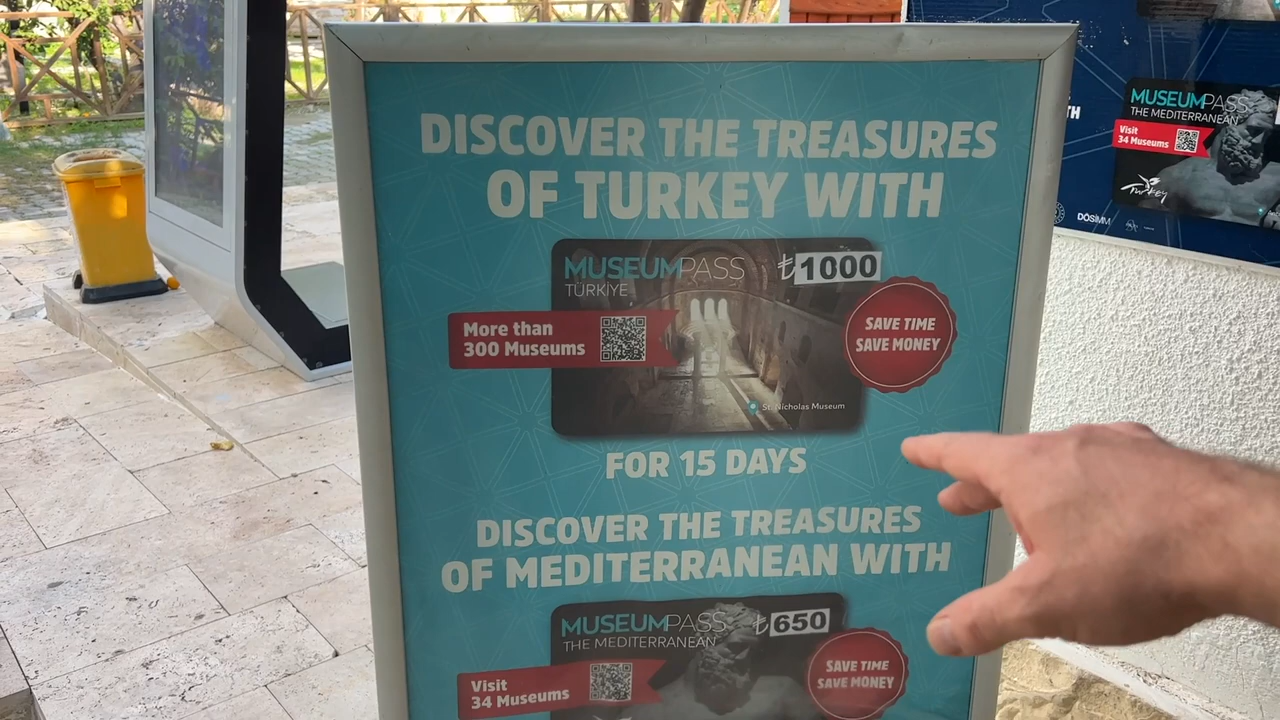 DISCOVER THE TREASURES
OF TURKEY WITH
MUSEUMPASS
TÜRKİYE
₺1000
More than
300 Museums
SAVE TIME
SAVE MONEY
St. Nicholas Museum
FOR 15 DAYS
DISCOVER THE TREASURES
OF MEDITERRANEAN WITH
MUSEUMPASS
THE MEDITERRANEAN
₺650
Visit
34 Museums
SAVE TIME
SAVE MONEY
MUSEUMPASS
THE MEDITERRANEAN
Visit
34 Museums
Turkey
DÖSİMM